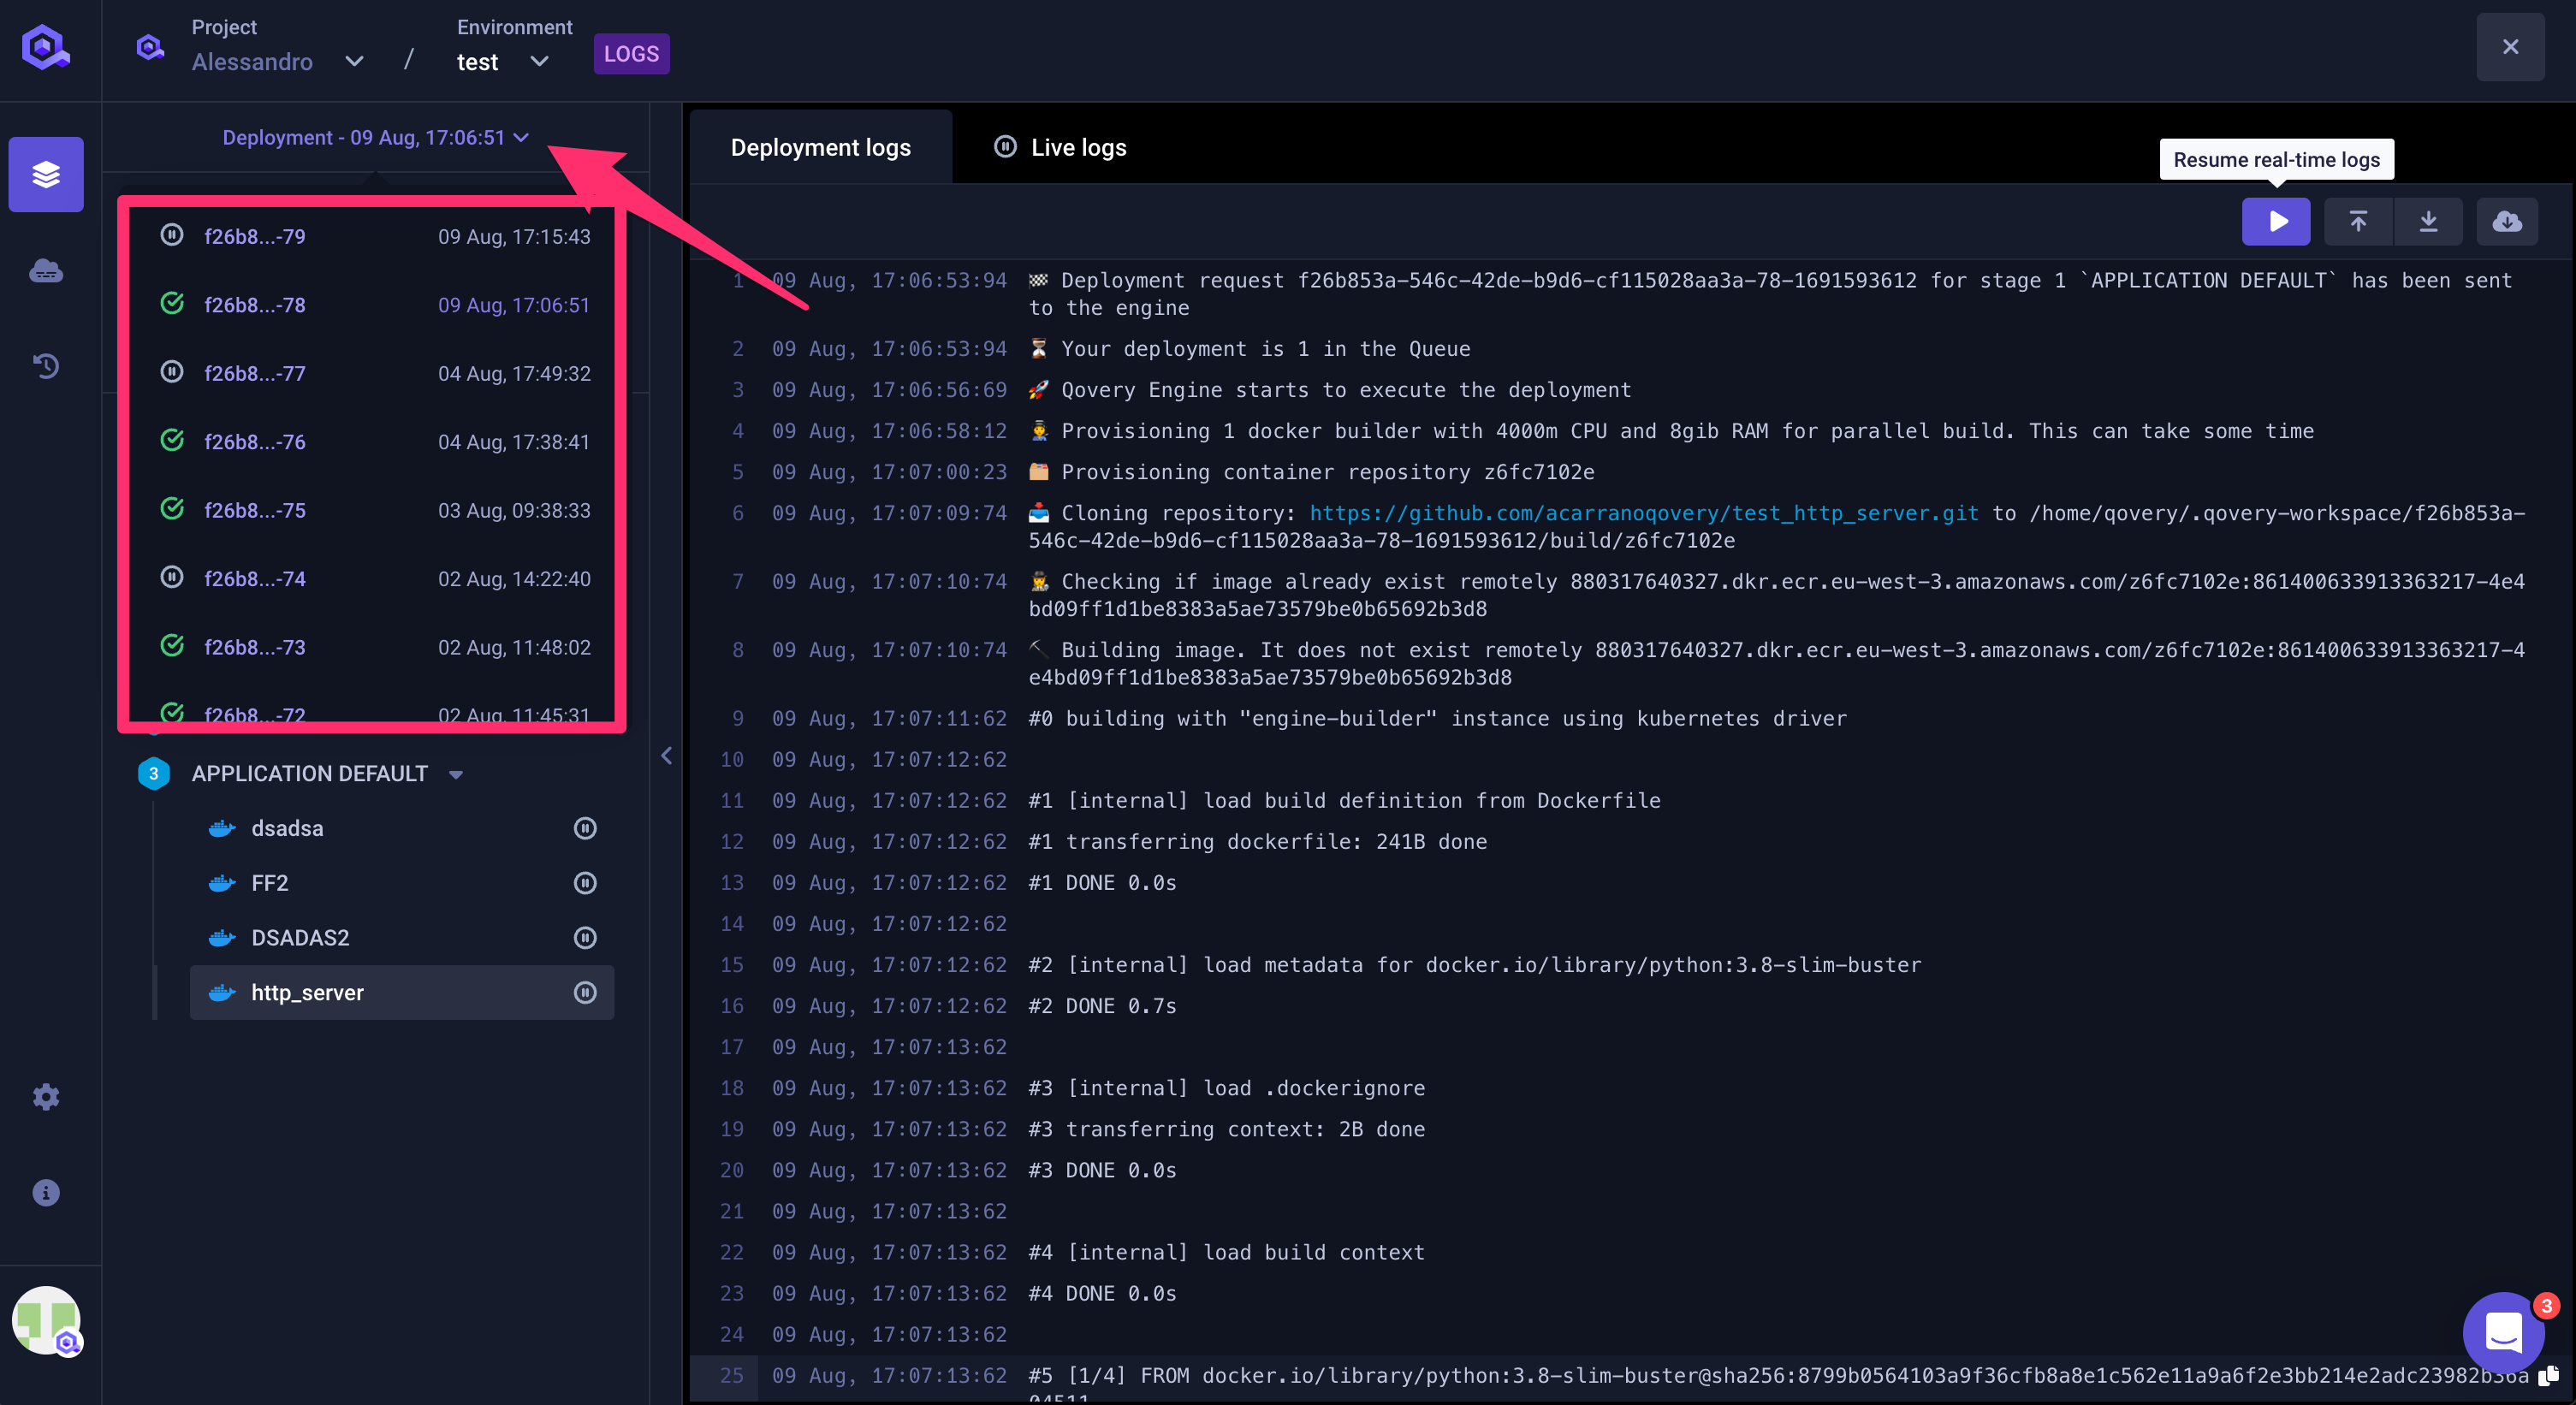 Project
Alessandro
/
Environment
test
LOGS
Deployment - 09 Aug, 17:06:51
f26b8...-79 09 Aug, 17:15:43
f26b8...-78 09 Aug, 17:06:51
f26b8...-77 04 Aug, 17:49:32
f26b8...-76 04 Aug, 17:38:41
f26b8...-75 03 Aug, 09:38:33
f26b8...-74 02 Aug, 14:22:40
f26b8...-73 02 Aug, 11:48:02
f26b8...-72 02 Aug, 11:45:31
3 APPLICATION DEFAULT
dsadsa
FF2
DSADAS2
http_server
Deployment logs
Live logs
Resume real-time logs
1 09 Aug, 17:06:53:94 Deployment request f26b853a-546c-42de-b9d6-cf115028aa3a-78-1691593612 for stage 1 `APPLICATION DEFAULT` has been sent
to the engine
2 09 Aug, 17:06:53:94 Your deployment is 1 in the Queue
3 09 Aug, 17:06:56:69 Qovery Engine starts to execute the deployment
4 09 Aug, 17:06:58:12 Provisioning 1 docker builder with 4000m CPU and 8gib RAM for parallel build. This can take some time
5 09 Aug, 17:07:00:23 Provisioning container repository z6fc7102e
6 09 Aug, 17:07:09:74 Cloning repository: https://github.com/acarranoqovery/test_http_server.git to /home/qovery/.qovery-workspace/f26b853a-
546c-42de-b9d6-cf115028aa3a-78-1691593612/build/z6fc7102e
7 09 Aug, 17:07:10:74 Checking if image already exist remotely 880317640327.dkr.ecr.eu-west-3.amazonaws.com/z6fc7102e:861400633913363217-4e4
bd09ff1d1be8383a5ae73579be0b65692b3d8
8 09 Aug, 17:07:10:74 Building image. It does not exist remotely 880317640327.dkr.ecr.eu-west-3.amazonaws.com/z6fc7102e:861400633913363217-4
e4bd09ff1d1be8383a5ae73579be0b65692b3d8
9 09 Aug, 17:07:11:62 #0 building with "engine-builder" instance using kubernetes driver
10 09 Aug, 17:07:12:62
11 09 Aug, 17:07:12:62 #1 [internal] load build definition from Dockerfile
12 09 Aug, 17:07:12:62 #1 transferring dockerfile: 241B done
13 09 Aug, 17:07:12:62 #1 DONE 0.0s
14 09 Aug, 17:07:12:62
15 09 Aug, 17:07:12:62 #2 [internal] load metadata for docker.io/library/python:3.8-slim-buster
16 09 Aug, 17:07:12:62 #2 DONE 0.7s
17 09 Aug, 17:07:13:62
18 09 Aug, 17:07:13:62 #3 [internal] load .dockerignore
19 09 Aug, 17:07:13:62 #3 transferring context: 2B done
20 09 Aug, 17:07:13:62 #3 DONE 0.0s
21 09 Aug, 17:07:13:62
22 09 Aug, 17:07:13:62 #4 [internal] load build context
23 09 Aug, 17:07:13:62 #4 DONE 0.0s
24 09 Aug, 17:07:13:62
25 09 Aug, 17:07:13:62 #5 [1/4] FROM docker.io/library/python:3.8-slim-buster@sha256:8799b0564103a9f36cfb8a8e1c562e11a9a6f2e3bb214e2adc23982b36a
3